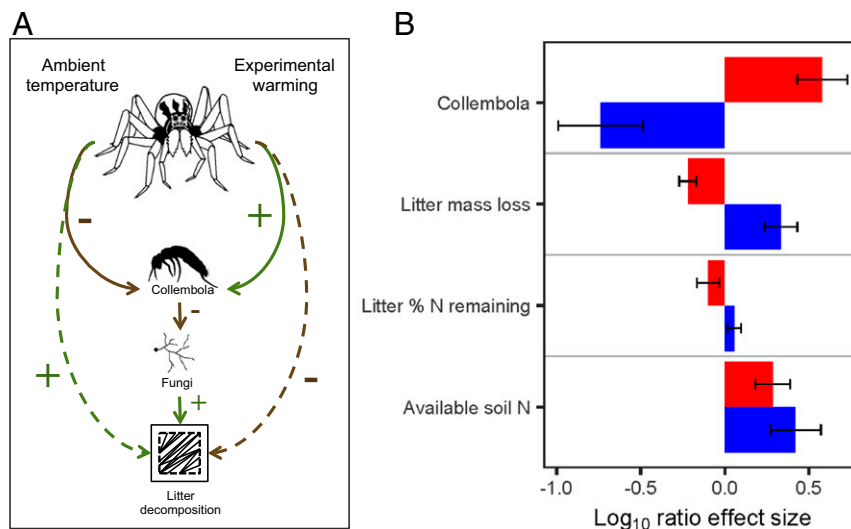 A
Ambient
temperature
Experimental
warming
-
+
Collembola
-
Fungi
+
+
-
Litter
decomposition
B
Collembola
Litter mass loss
Litter % N remaining
Available soil N
-1.0 -0.5 0.0 0.5
Log10 ratio effect size